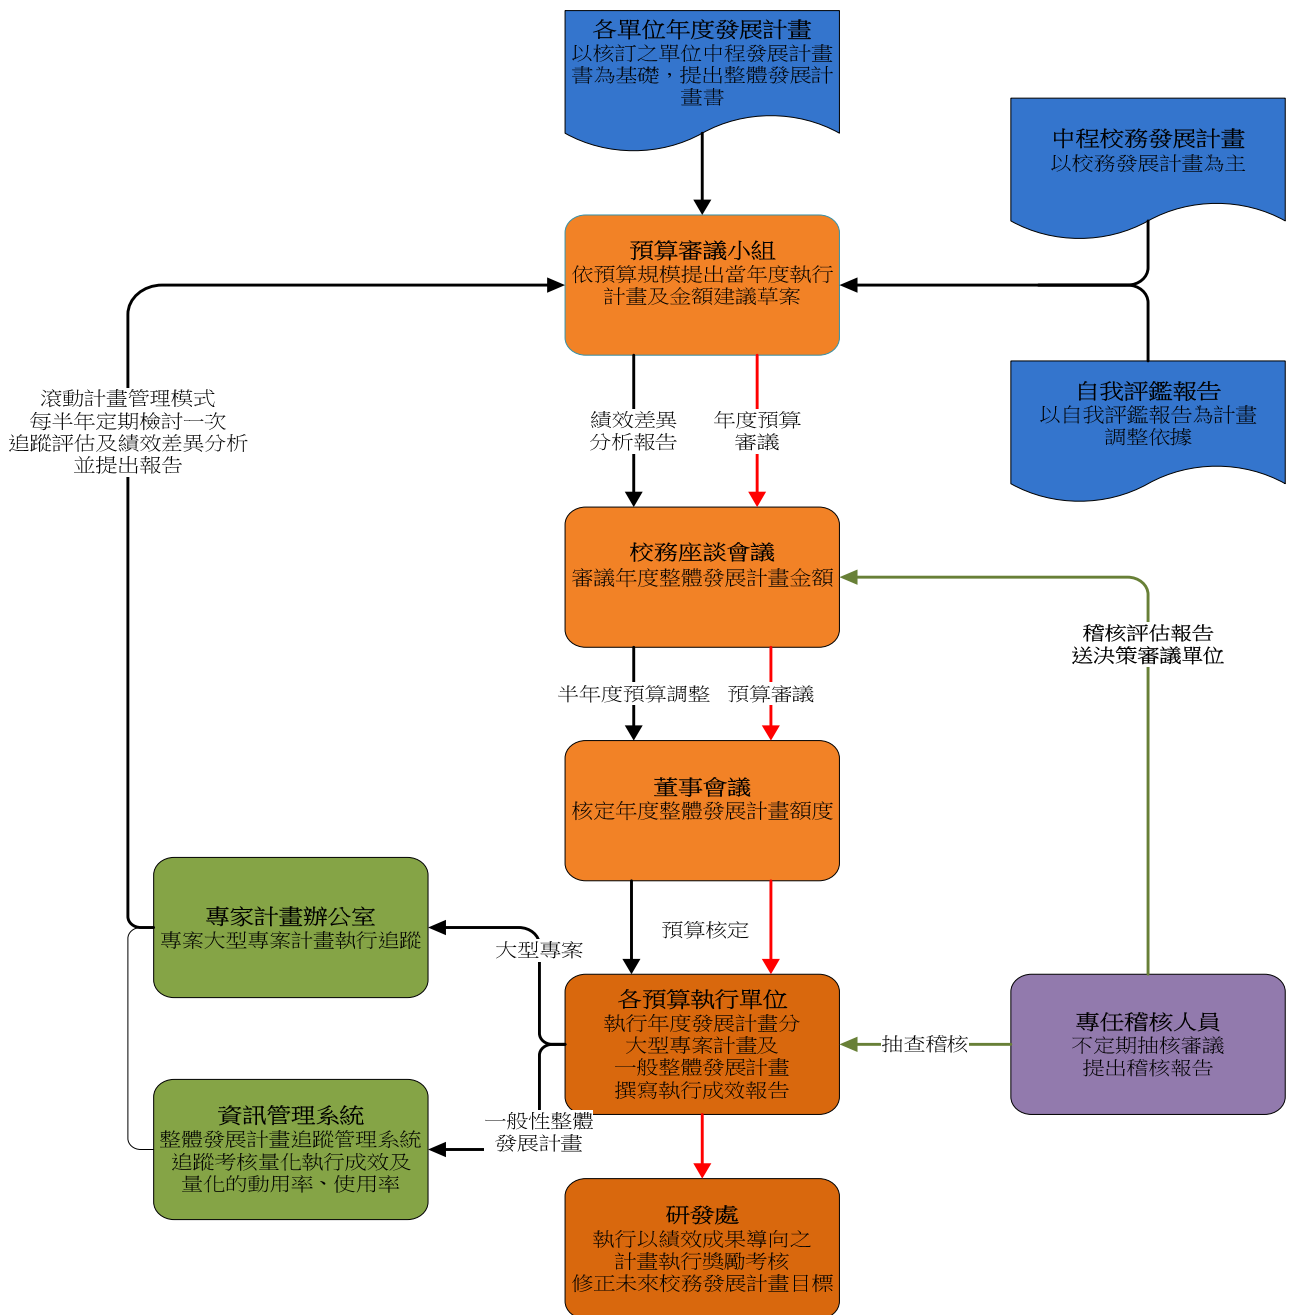 各單位年度發展計畫
以核訂之單位中程發展計畫
書為基礎，提出整體發展計
畫書
中程校務發展計畫
以校務發展計畫為主
預算審議小組
依預算規模提出當年度執行
計畫及金額建議草案
自我評鑑報告
以自我評鑑報告為計畫
調整依據
滾動計畫管理模式
每半年定期檢討一次
追蹤評估及績效差異分析
並提出報告
績效差異
分析報告
年度預算
審議
校務座談會議
審議年度整體發展計畫金額
稽核評估報告
送決策審議單位
半年度預算調整
預算審議
董事會議
核定年度整體發展計畫額度
預算核定
專家計畫辦公室
專案大型專案計畫執行追蹤
大型專案
各預算執行單位
執行年度發展計畫分
大型專案計畫及
一般整體發展計畫
撰寫執行成效報告
抽查稽核
專任稽核人員
不定期抽核審議
提出稽核報告
資訊管理系統
整體發展計畫追蹤管理系統
追蹤考核量化執行成效及
量化的動用率、使用率
一般性整體
發展計畫
研發處
執行以績效成果導向之
計畫執行獎勵考核
修正未來校務發展計畫目標